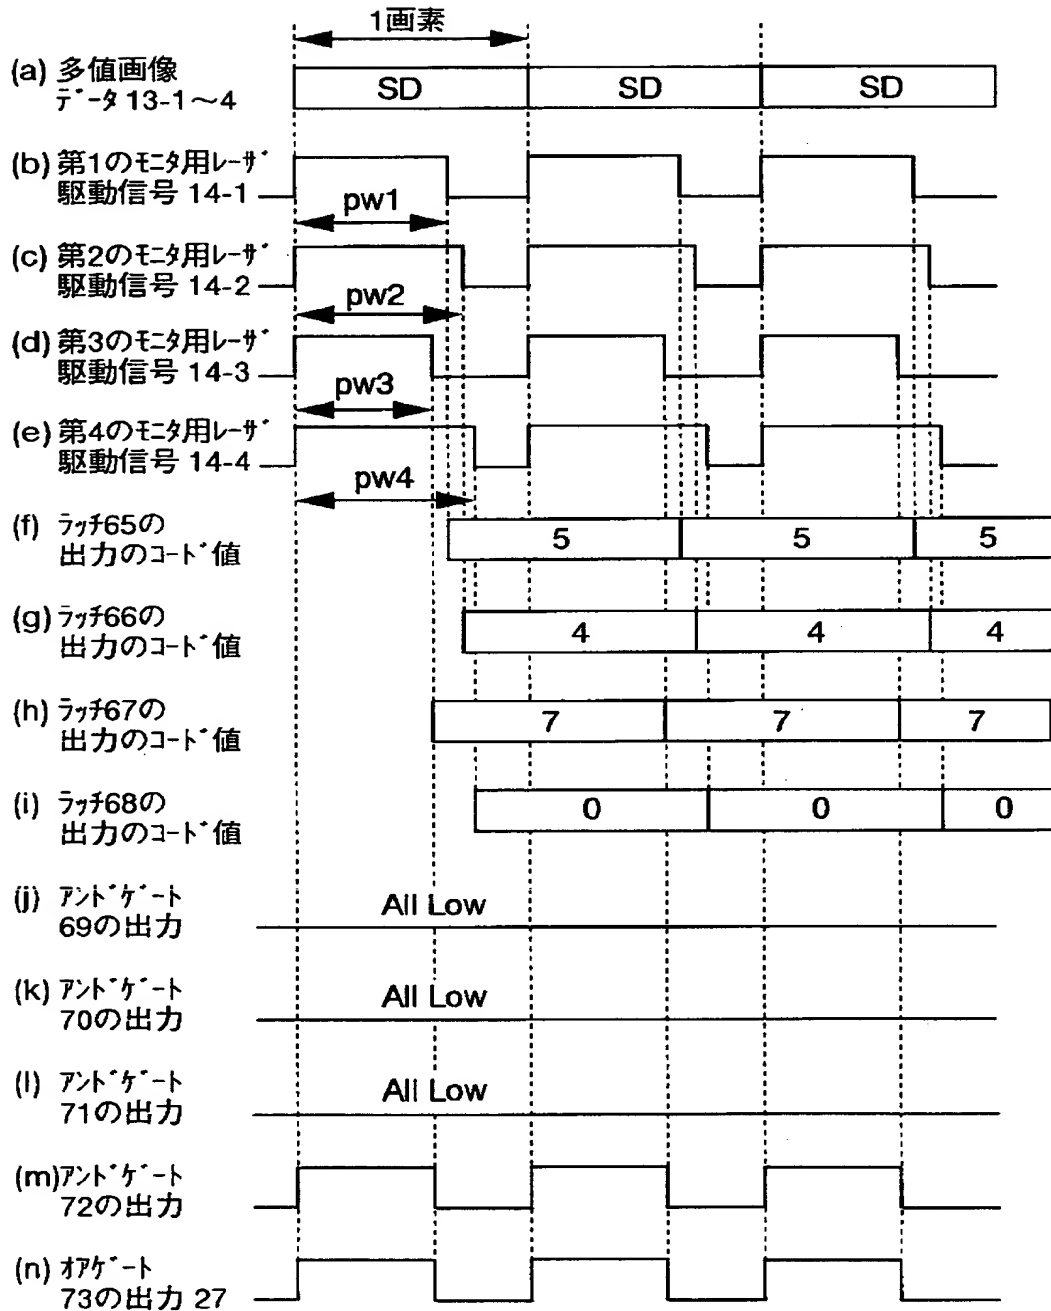 1画素
(a) 多値画像
ﾃﾞｰﾀ 13-1～4
SD SD SD
(b) 第1のﾓﾆﾀ用ﾚｰｻﾞ
駆動信号 14-1
pw1
(c) 第2のﾓﾆﾀ用ﾚｰｻﾞ
駆動信号 14-2
pw2
(d) 第3のﾓﾆﾀ用ﾚｰｻﾞ
駆動信号 14-3
pw3
(e) 第4のﾓﾆﾀ用ﾚｰｻﾞ
駆動信号 14-4
pw4
(f) ﾗｯﾁ65の
出力のｺｰﾄﾞ値
5 5 5
(g) ﾗｯﾁ66の
出力のｺｰﾄﾞ値
4 4 4
(h) ﾗｯﾁ67の
出力のｺｰﾄﾞ値
7 7 7
(i) ﾗｯﾁ68の
出力のｺｰﾄﾞ値
0 0 0
(j) ｱﾝﾄﾞｹﾞｰﾄ
69の出力
All Low
(k) ｱﾝﾄﾞｹﾞｰﾄ
70の出力
All Low
(l) ｱﾝﾄﾞｹﾞｰﾄ
71の出力
All Low
(m) ｱﾝﾄﾞｹﾞｰﾄ
72の出力
(n) ｵｱｹﾞｰﾄ
73の出力 27